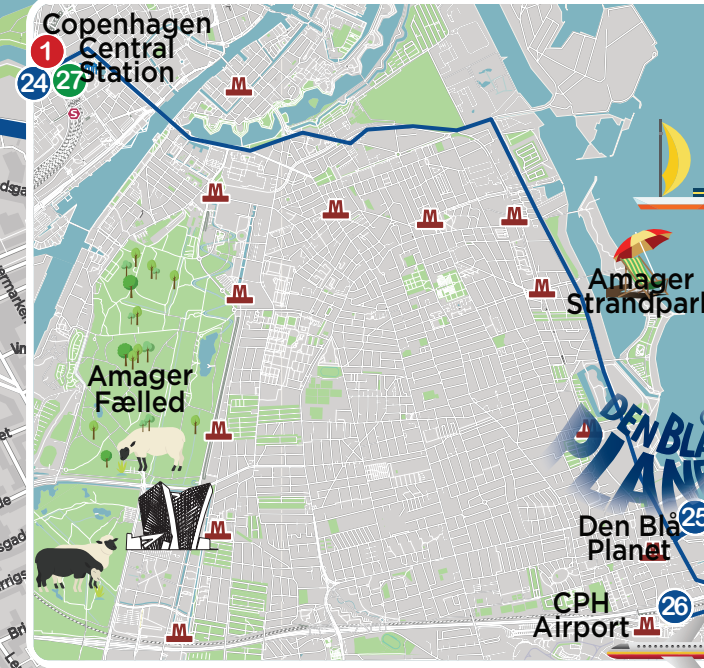 Copenhagen
Central
Station
1
24
27
S
M
M
M
M
M
M
M
Amager
Strandpark
Amager
Fælled
M
M
DEN BLÅ
PLANE
M
Den Blå
Planet
25
M
CPH
Airport
26
M
M